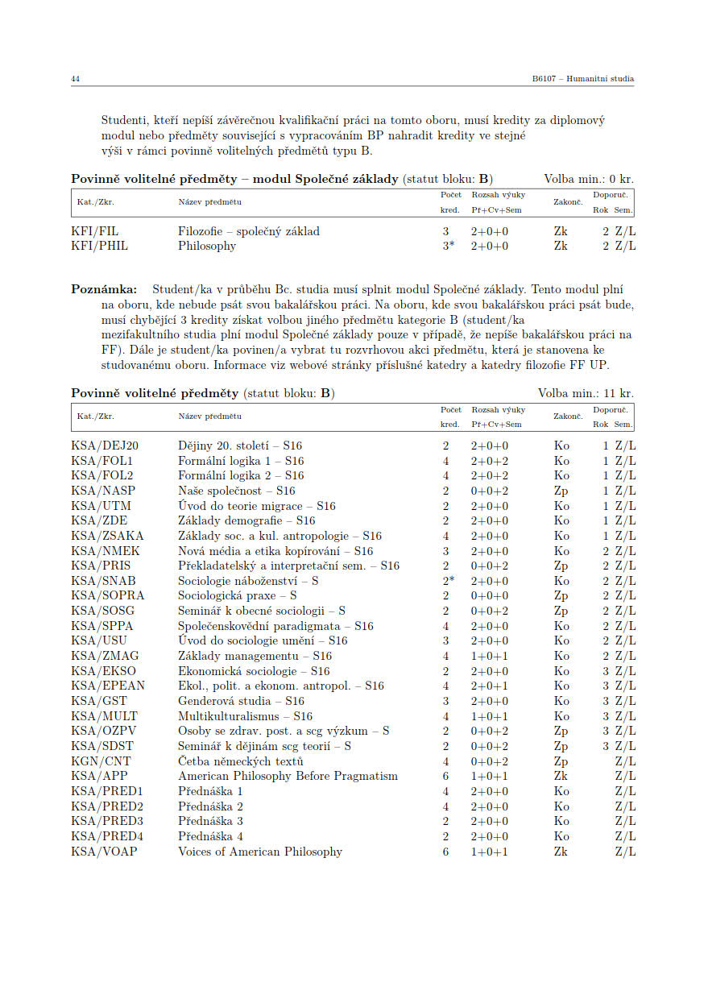 44 B6107 – Humanitní studia
Studenti, kteří nepíší závěrečnou kvalifikační práci na tomto oboru, musí kredity za diplomový
modul nebo předměty související s vypracováním BP nahradit kredity ve stejné
výši v rámci povinně volitelných předmětů typu B.
Povinně volitelné předměty – modul Společné základy (statut bloku: B) Volba min.: 0 kr.
Počet Rozsah výuky Doporuč.
Kat./Zkr. Název předmětu Zakonč.
kred. Př+Cv+Sem Rok Sem.
KFI/FIL Filozofie – společný základ 3 2+0+0 Zk 2 Z/L
KFI/PHIL Philosophy 3* 2+0+0 Zk 2 Z/L
Poznámka: Student/ka v průběhu Bc. studia musí splnit modul Společné základy. Tento modul plní
na oboru, kde nebude psát svou bakalářskou práci. Na oboru, kde svou bakalářskou práci psát bude,
musí chybějící 3 kredity získat volbou jiného předmětu kategorie B (student/ka
mezifakultního studia plní modul Společné základy pouze v případě, že nepíše bakalářskou práci na
FF). Dále je student/ka povinen/a vybrat tu rozvrhovou akci předmětu, která je stanovena ke
studovanému oboru. Informace viz webové stránky příslušné katedry a katedry filozofie FF UP.
Povinně volitelné předměty (statut bloku: B) Volba min.: 11 kr.
Počet Rozsah výuky Doporuč.
Kat./Zkr. Název předmětu Zakonč.
kred. Př+Cv+Sem Rok Sem.
KSA/DEJ20 Dějiny 20. století – S16 2 2+0+0 Ko 1 Z/L
KSA/FOL1 Formální logika 1 – S16 4 2+0+2 Ko 1 Z/L
KSA/FOL2 Formální logika 2 – S16 4 2+0+2 Ko 1 Z/L
KSA/NASP Naše společnost – S16 2 0+0+2 Zp 1 Z/L
KSA/UTM Úvod do teorie migrace – S16 2 2+0+0 Ko 1 Z/L
KSA/ZDE Základy demografie – S16 2 2+0+0 Ko 1 Z/L
KSA/ZSAKA Základy soc. a kul. antropologie – S16 4 2+0+0 Ko 1 Z/L
KSA/NMEK Nová média a etika kopírování – S16 3 2+0+0 Ko 2 Z/L
KSA/PRIS Překladatelský a interpretační sem. – S16 2 0+0+2 Zp 2 Z/L
KSA/SNAB Sociologie náboženství – S 2* 2+0+0 Ko 2 Z/L
KSA/SOPRA Sociologická praxe – S 2 0+0+0 Zp 2 Z/L
KSA/SOSG Seminář k obecné sociologii – S 2 0+0+2 Zp 2 Z/L
KSA/SPPA Společenskovědní paradigmata – S16 4 2+0+0 Ko 2 Z/L
KSA/USU Úvod do sociologie umění – S16 3 2+0+0 Ko 2 Z/L
KSA/ZMAG Základy managementu – S16 4 1+0+1 Ko 2 Z/L
KSA/EKSO Ekonomická sociologie – S16 2 2+0+0 Ko 3 Z/L
KSA/EPEAN Ekol., polit. a ekonom. antropol. – S16 4 2+0+1 Ko 3 Z/L
KSA/GST Genderová studia – S16 3 2+0+0 Ko 3 Z/L
KSA/MULT Multikulturalismus – S16 4 1+0+1 Ko 3 Z/L
KSA/OZPV Osoby se zdrav. post. a scg výzkum – S 2 0+0+2 Zp 3 Z/L
KSA/SDST Seminář k dějinám scg teorií – S 2 0+0+2 Zp 3 Z/L
KGN/CNT Četba německých textů 4 0+0+2 Zp Z/L
KSA/APP American Philosophy Before Pragmatism 6 1+0+1 Zk Z/L
KSA/PRED1 Přednáška 1 4 2+0+0 Ko Z/L
KSA/PRED2 Přednáška 2 4 2+0+0 Ko Z/L
KSA/PRED3 Přednáška 3 2 2+0+0 Ko Z/L
KSA/PRED4 Přednáška 4 2 2+0+0 Ko Z/L
KSA/VOAP Voices of American Philosophy 6 1+0+1 Zk Z/L